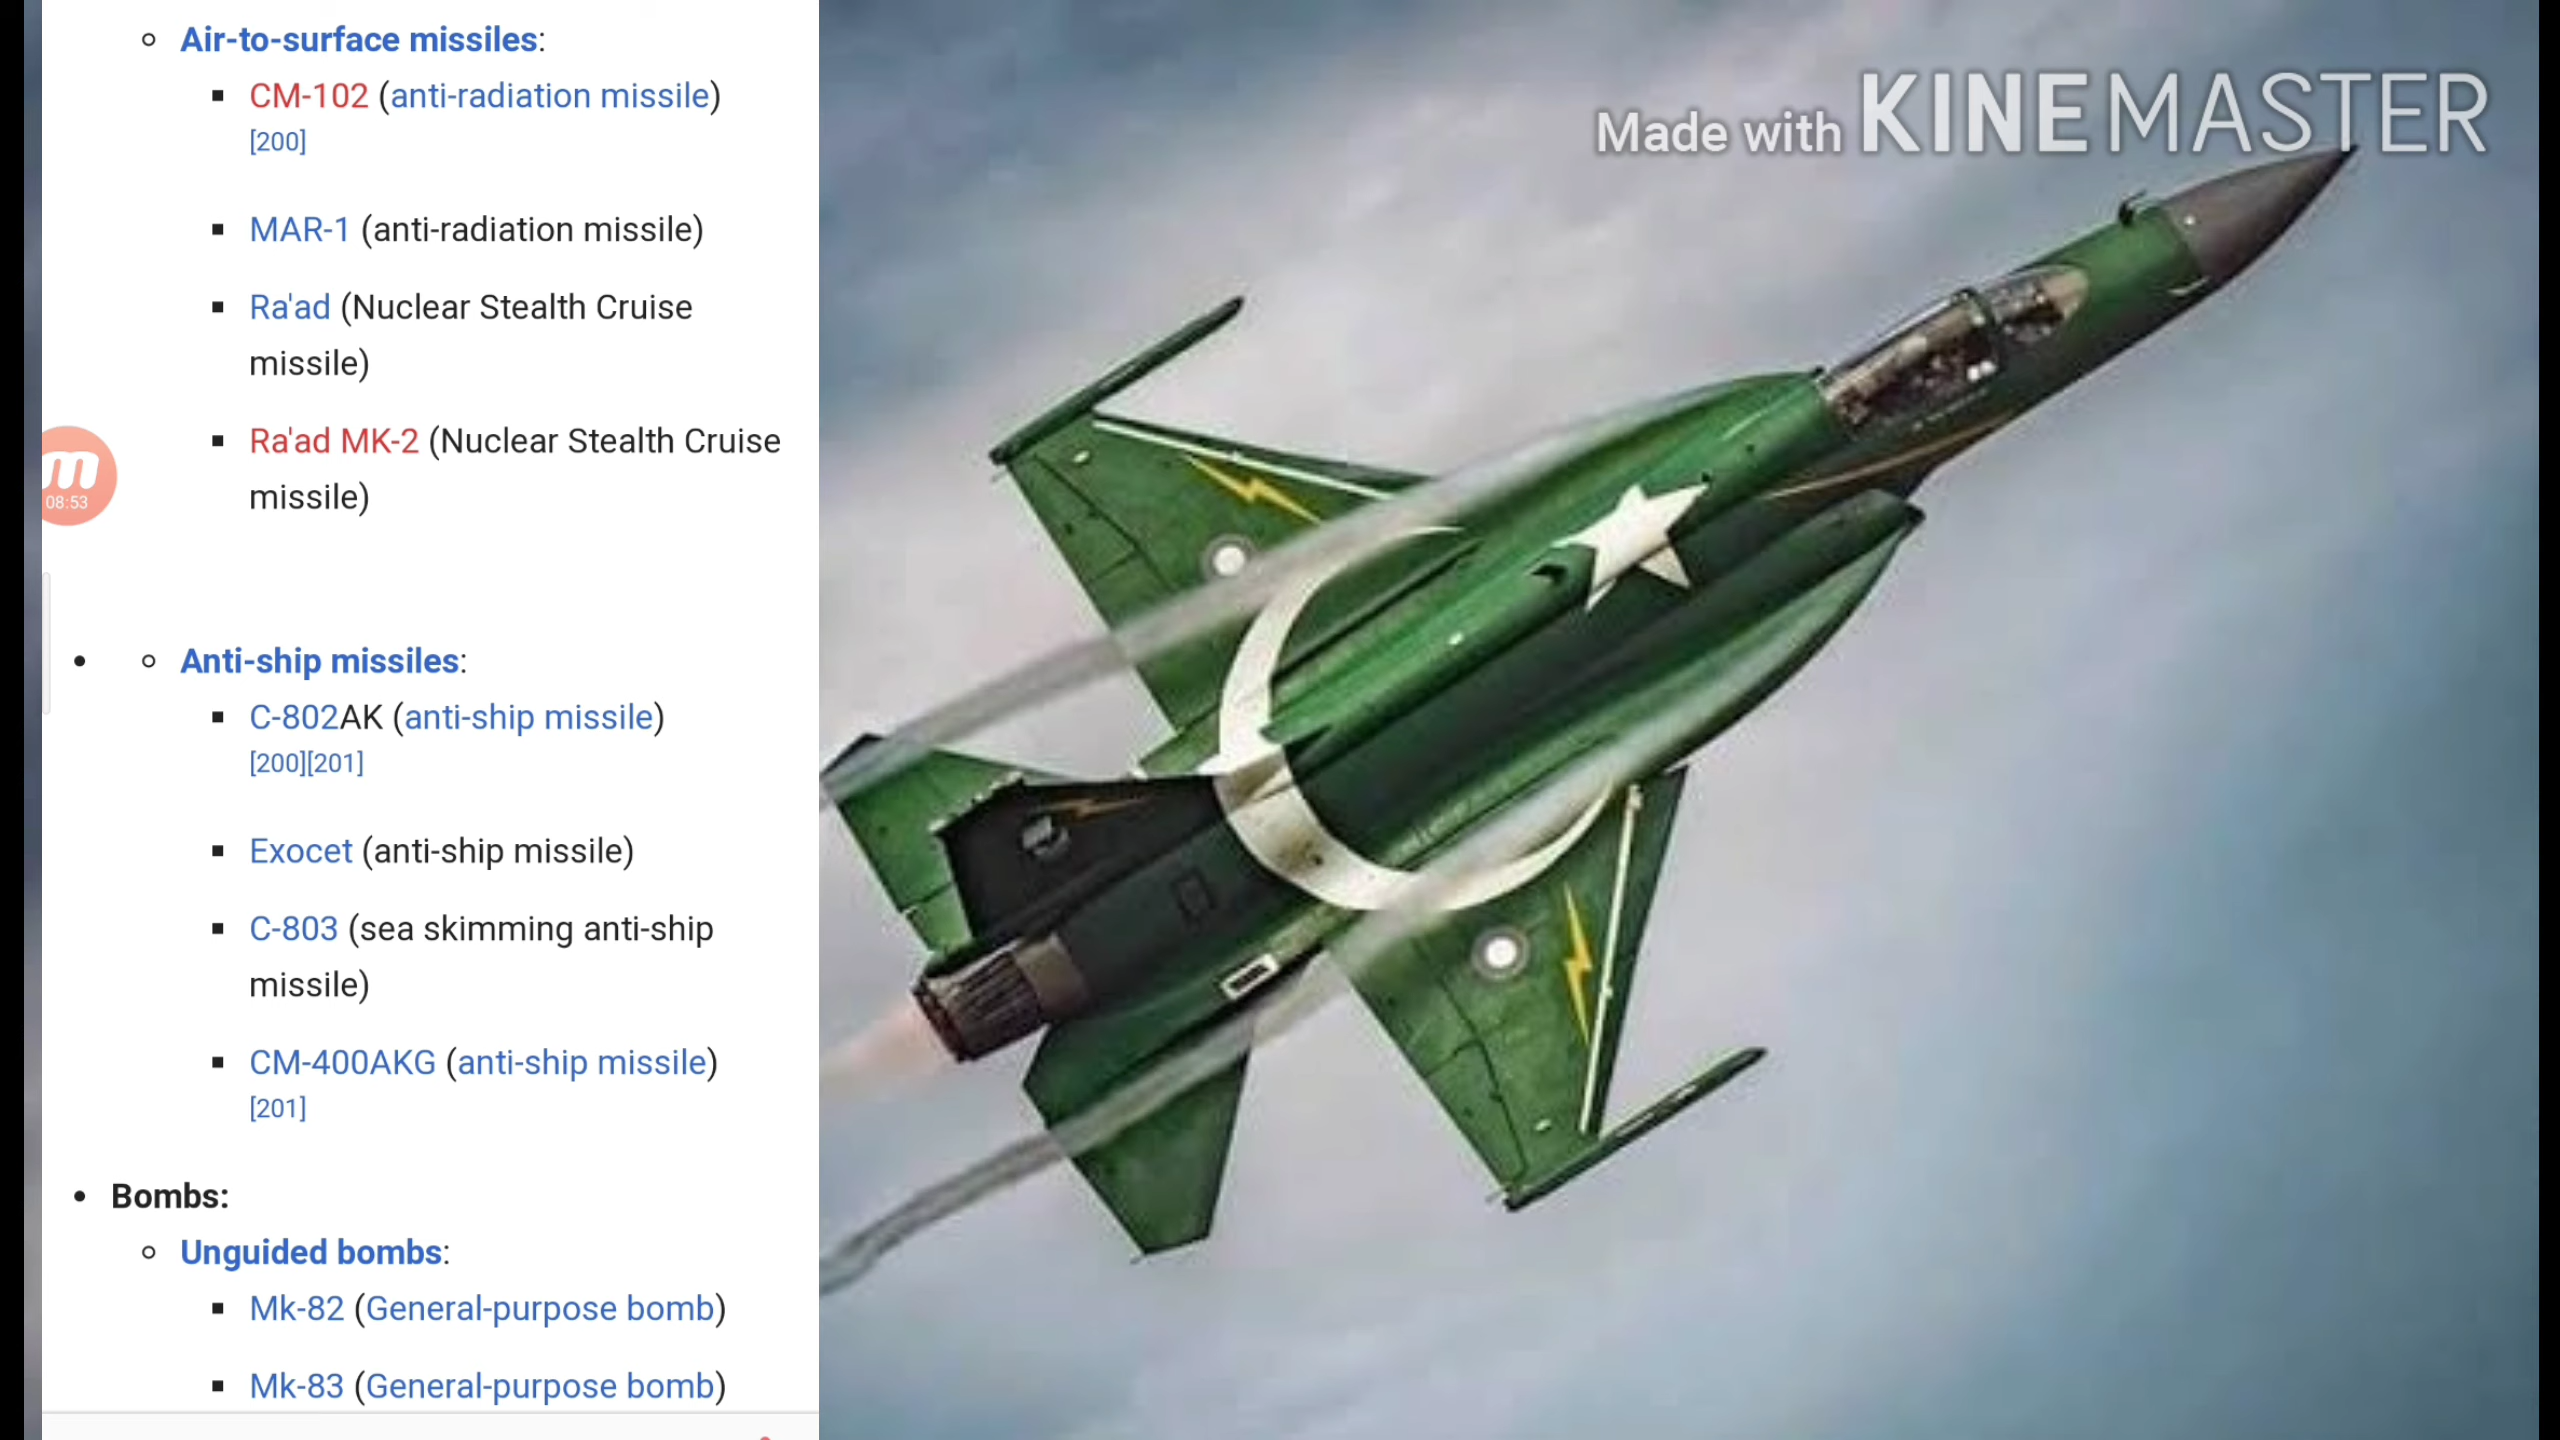 Air-to-surface missiles:
CM-102 (anti-radiation missile)
[200]
MAR-1 (anti-radiation missile)
Ra'ad (Nuclear Stealth Cruise
missile)
Ra'ad MK-2 (Nuclear Stealth Cruise
missile)
08:53
Anti-ship missiles:
C-802AK (anti-ship missile)
[200][201]
Exocet (anti-ship missile)
C-803 (sea skimming anti-ship
missile)
CM-400AKG (anti-ship missile)
[201]
Bombs:
Unguided bombs:
Mk-82 (General-purpose bomb)
Mk-83 (General-purpose bomb)
Made with KINEMASTER